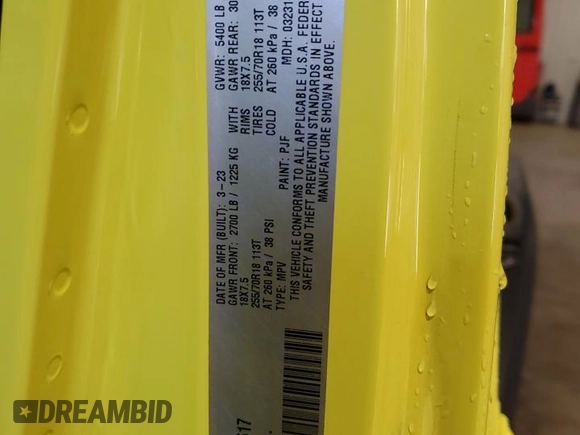 DATE OF MFR (BUILT): 3-23
GVWR: 5400 LB
GAWR FRONT: 2700 LB / 1225 KG WITH
GAWR REAR: 30
18X7.5 RIMS
18X7.5
255/70R18 113T TIRES
255/70R18 113T
AT 260 kPa / 38 PSI COLD
AT 260 kPa / 38
TYPE: MPV
PAINT: PJF
MDH: 03231
THIS VEHICLE CONFORMS TO ALL APPLICABLE U.S.A. FEDER
SAFETY AND THEFT PREVENTION STANDARDS IN EFFECT
MANUFACTURE SHOWN ABOVE.
DREAMBID